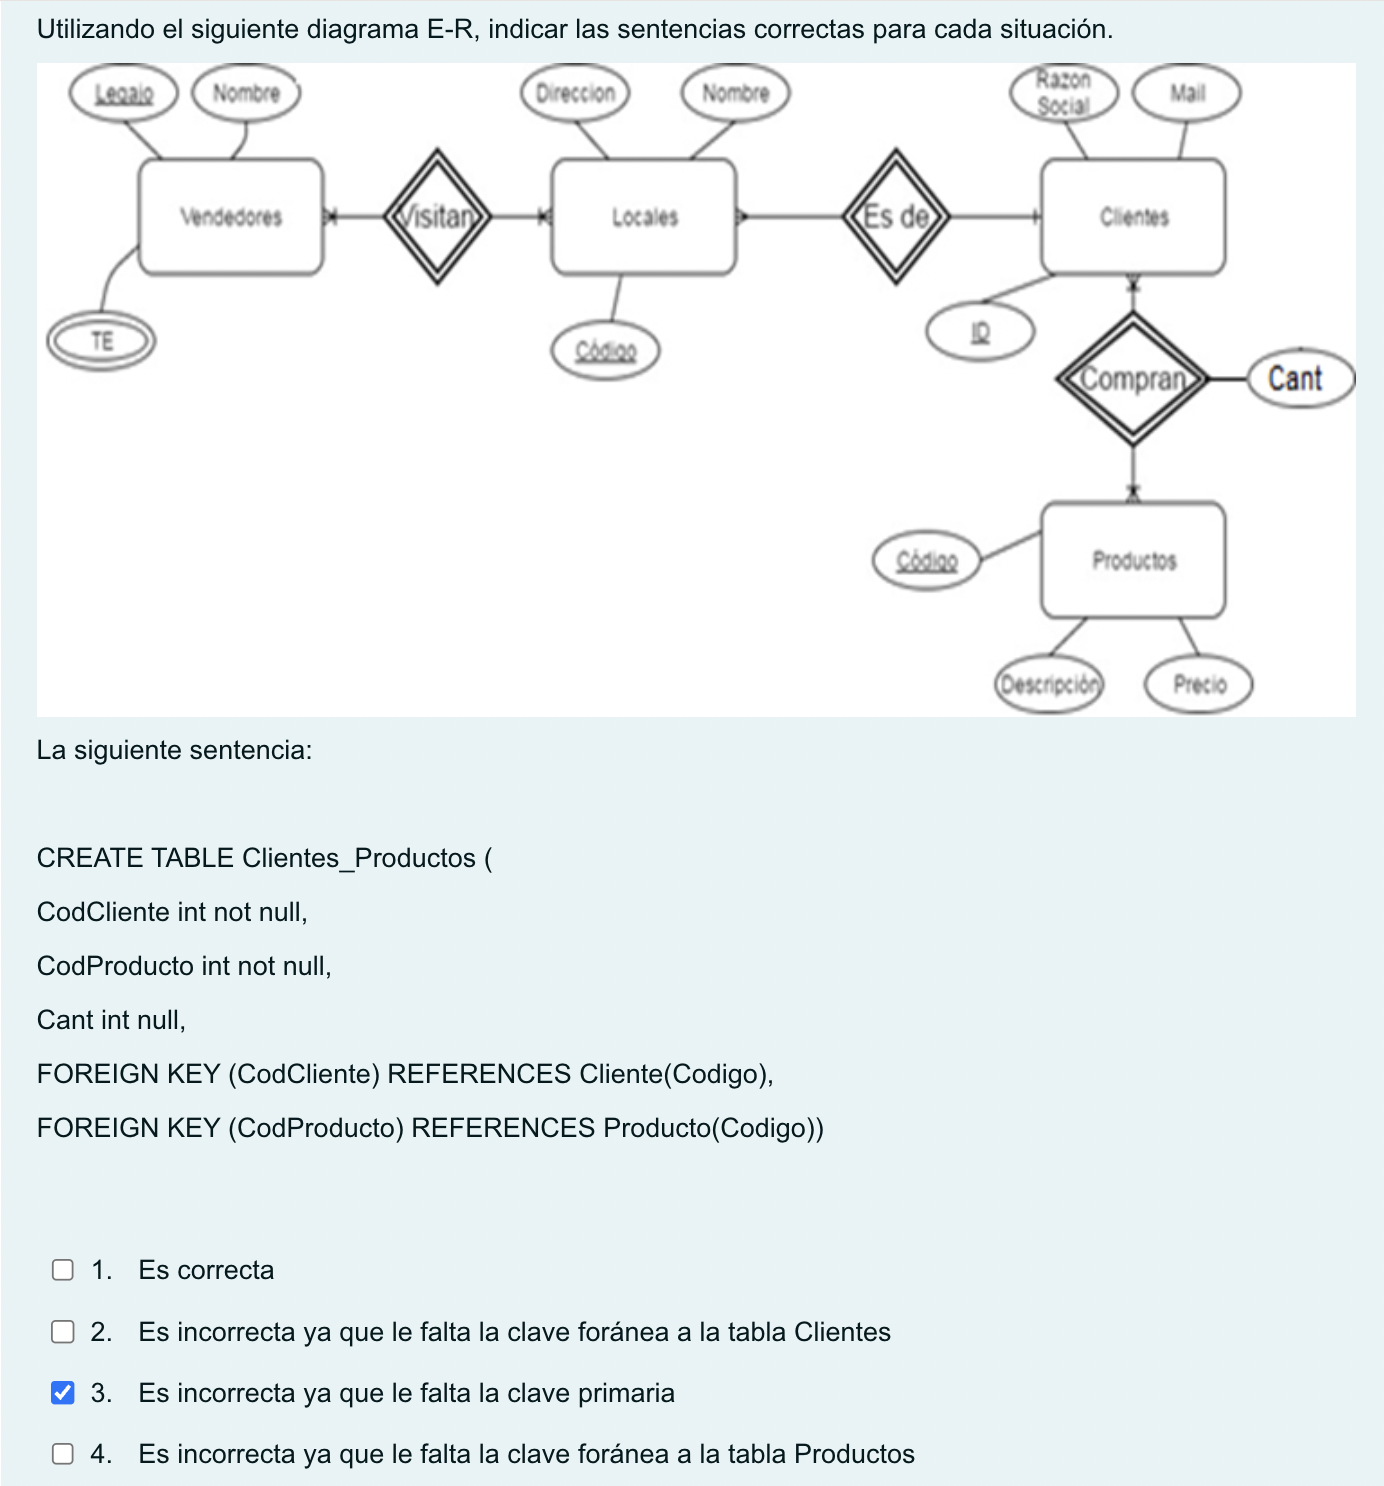 Utilizando el siguiente diagrama E-R, indicar las sentencias correctas para cada situación.
Legajo
Nombre
Direccion
Nombre
Razon
Social
Mail
Vendedores
Visitan
Locales
Es de
Clientes
TE
Código
ID
Compran
Cant
Código
Productos
Descripción
Precio
La siguiente sentencia:
CREATE TABLE Clientes_Productos (
CodCliente int not null,
CodProducto int not null,
Cant int null,
FOREIGN KEY (CodCliente) REFERENCES Cliente(Codigo),
FOREIGN KEY (CodProducto) REFERENCES Producto(Codigo))
1. Es correcta
2. Es incorrecta ya que le falta la clave foránea a la tabla Clientes
3. Es incorrecta ya que le falta la clave primaria
4. Es incorrecta ya que le falta la clave foránea a la tabla Productos